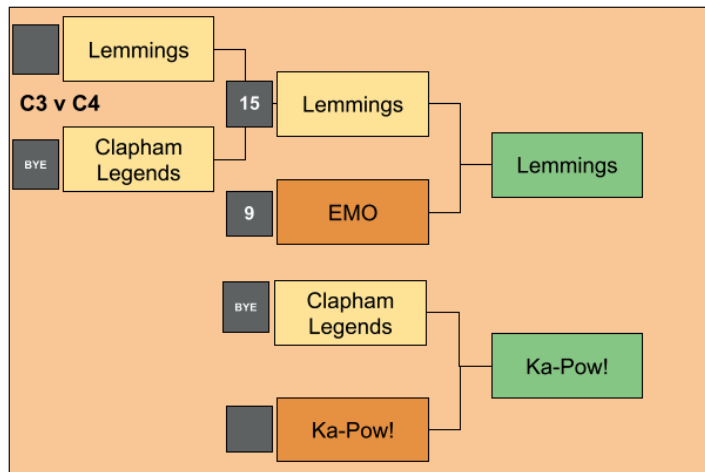 Lemmings
C3 v C4
BYE
Clapham
Legends
15
Lemmings
9
EMO
Lemmings
BYE
Clapham
Legends
Ka-Pow!
Ka-Pow!